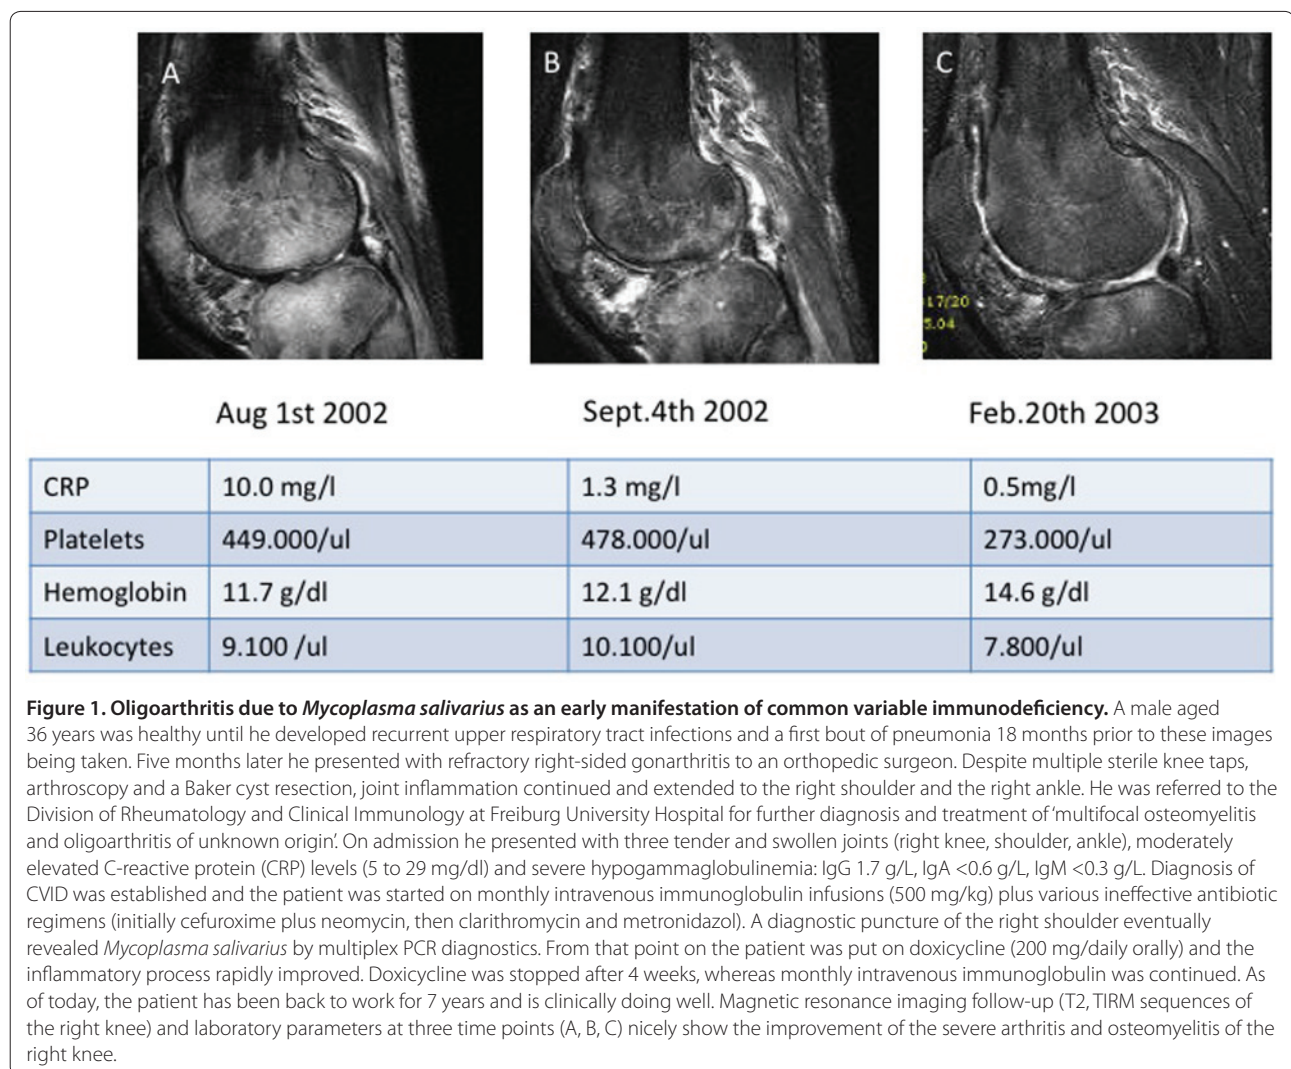 A
B
C
17/20
5.04
Aug 1st 2002
Sept.4th 2002
Feb.20th 2003
CRP 10.0 mg/l 1.3 mg/l 0.5mg/l
Platelets 449.000/ul 478.000/ul 273.000/ul
Hemoglobin 11.7 g/dl 12.1 g/dl 14.6 g/dl
Leukocytes 9.100 /ul 10.100/ul 7.800/ul
Figure 1. Oligoarthritis due to Mycoplasma salivarius as an early manifestation of common variable immunodeficiency. A male aged
36 years was healthy until he developed recurrent upper respiratory tract infections and a first bout of pneumonia 18 months prior to these images
being taken. Five months later he presented with refractory right-sided gonarthritis to an orthopedic surgeon. Despite multiple sterile knee taps,
arthroscopy and a Baker cyst resection, joint inflammation continued and extended to the right shoulder and the right ankle. He was referred to the
Division of Rheumatology and Clinical Immunology at Freiburg University Hospital for further diagnosis and treatment of ‘multifocal osteomyelitis
and oligoarthritis of unknown origin’. On admission he presented with three tender and swollen joints (right knee, shoulder, ankle), moderately
elevated C-reactive protein (CRP) levels (5 to 29 mg/dl) and severe hypogammaglobulinemia: IgG 1.7 g/L, IgA <0.6 g/L, IgM <0.3 g/L. Diagnosis of
CVID was established and the patient was started on monthly intravenous immunoglobulin infusions (500 mg/kg) plus various ineffective antibiotic
regimens (initially cefuroxime plus neomycin, then clarithromycin and metronidazol). A diagnostic puncture of the right shoulder eventually
revealed Mycoplasma salivarius by multiplex PCR diagnostics. From that point on the patient was put on doxycycline (200 mg/daily orally) and the
inflammatory process rapidly improved. Doxycycline was stopped after 4 weeks, whereas monthly intravenous immunoglobulin was continued. As
of today, the patient has been back to work for 7 years and is clinically doing well. Magnetic resonance imaging follow-up (T2, TIRM sequences of
the right knee) and laboratory parameters at three time points (A, B, C) nicely show the improvement of the severe arthritis and osteomyelitis of the
right knee.